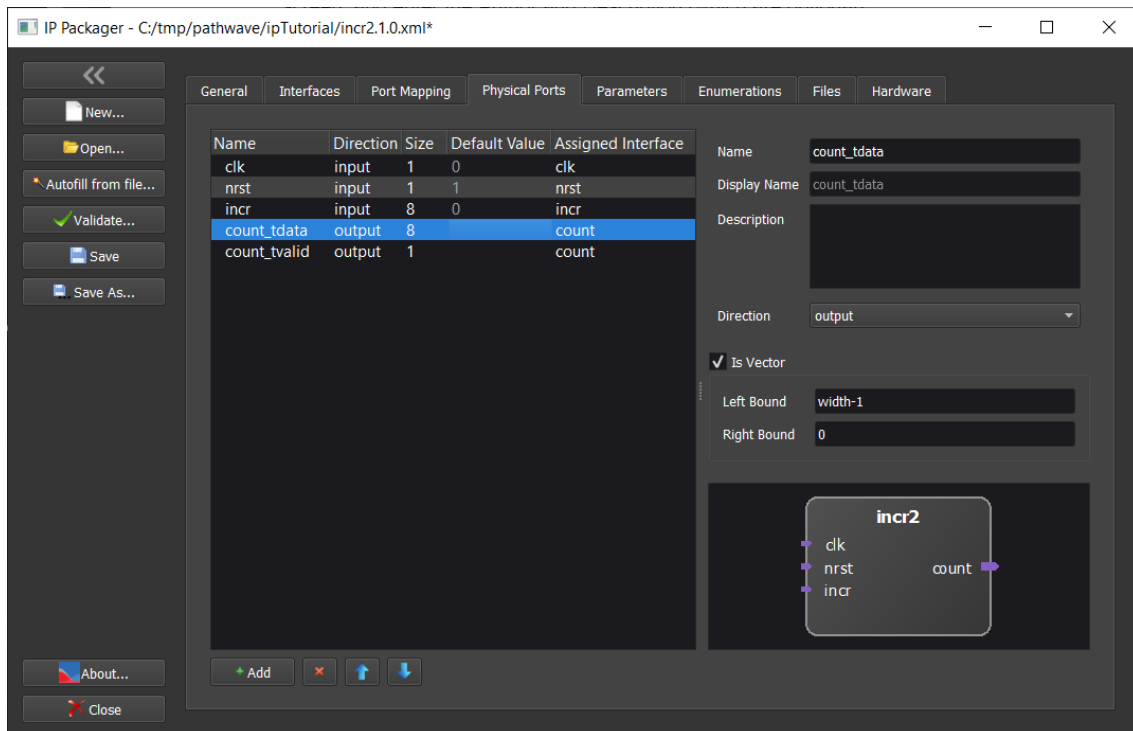 IP Packager - C:/tmp/pathwave/ipTutorial/incr2.1.0.xml*
New...
Open...
Autofill from file...
Validate...
Save
Save As...
About...
Close
General Interfaces Port Mapping Physical Ports Parameters Enumerations Files Hardware
Name Direction Size Default Value Assigned Interface
clk input 1 0 clk
nrst input 1 1 nrst
incr input 8 0 incr
count_tdata output 8 count
count_tvalid output 1 count
+ Add
Name count_tdata
Display Name count_tdata
Description
Direction output
Is Vector
Left Bound width-1
Right Bound 0
incr2
clk
nrst count
incr